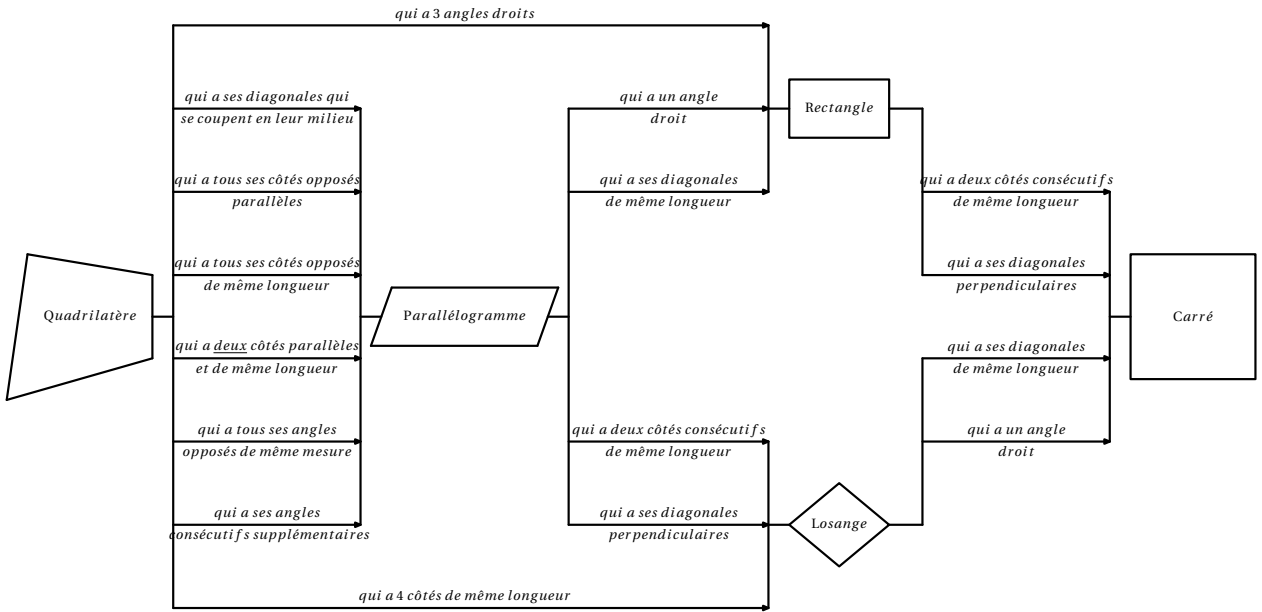 qui a 3 angles droits
qui a ses diagonales qui
se coupent en leur milieu
qui a tous ses côtés opposés
parallèles
qui a tous ses côtés opposés
de même longueur
Quadrilatère
qui a deux côtés parallèles
et de même longueur
qui a tous ses angles
opposés de même mesure
qui a ses angles
consécutifs supplémentaires
qui a 4 côtés de même longueur
Parallélogramme
qui a un angle
droit
qui a ses diagonales
de même longueur
qui a deux côtés consécutifs
de même longueur
qui a ses diagonales
perpendiculaires
Rectangle
Losange
qui a deux côtés consécutifs
de même longueur
qui a ses diagonales
perpendiculaires
qui a ses diagonales
de même longueur
qui a un angle
droit
Carré